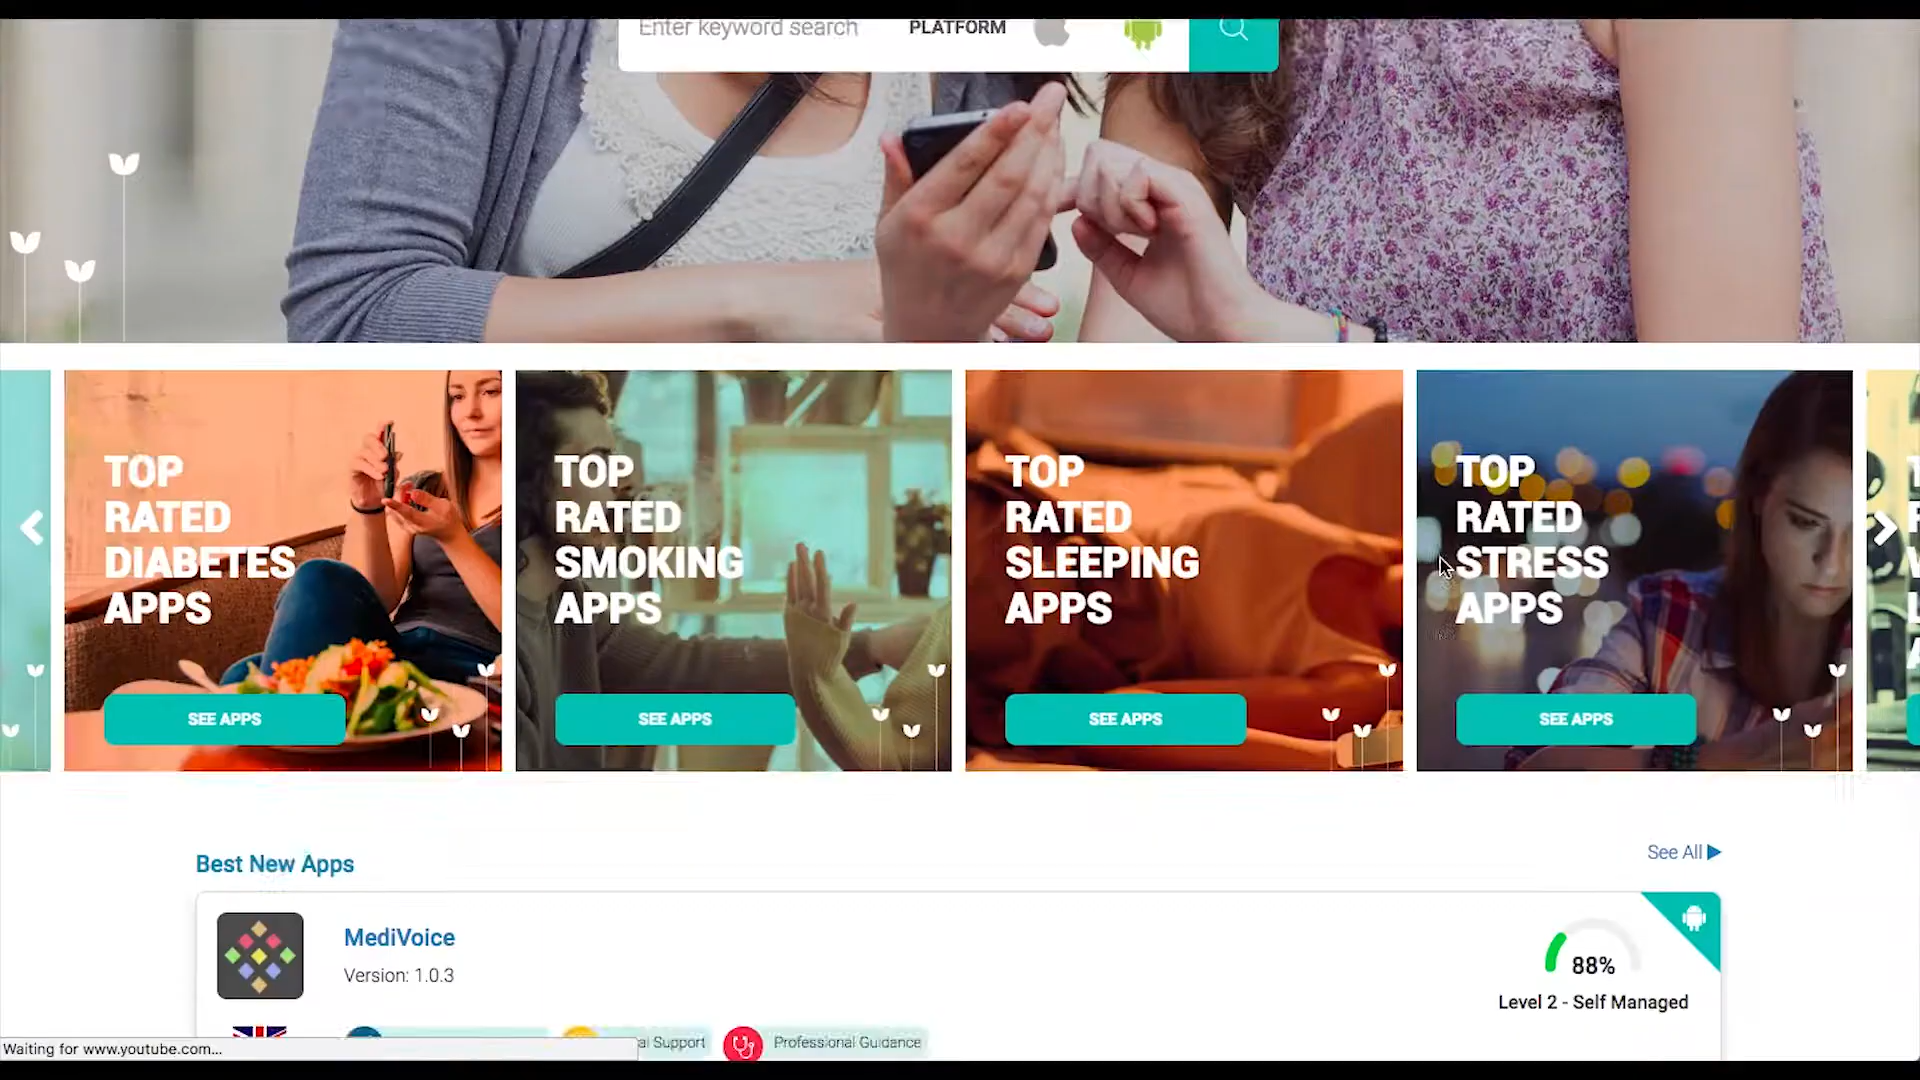 Enter keyword search PLATFORM
TOP
RATED
DIABETES
APPS
SEE APPS
TOP
RATED
SMOKING
APPS
SEE APPS
TOP
RATED
SLEEPING
APPS
SEE APPS
TOP
RATED
STRESS
APPS
SEE APPS
Best New Apps
See All
MediVoice
Version: 1.0.3
88%
Level 2 - Self Managed
Support
Professional Guidance
Waiting for www.youtube.com...